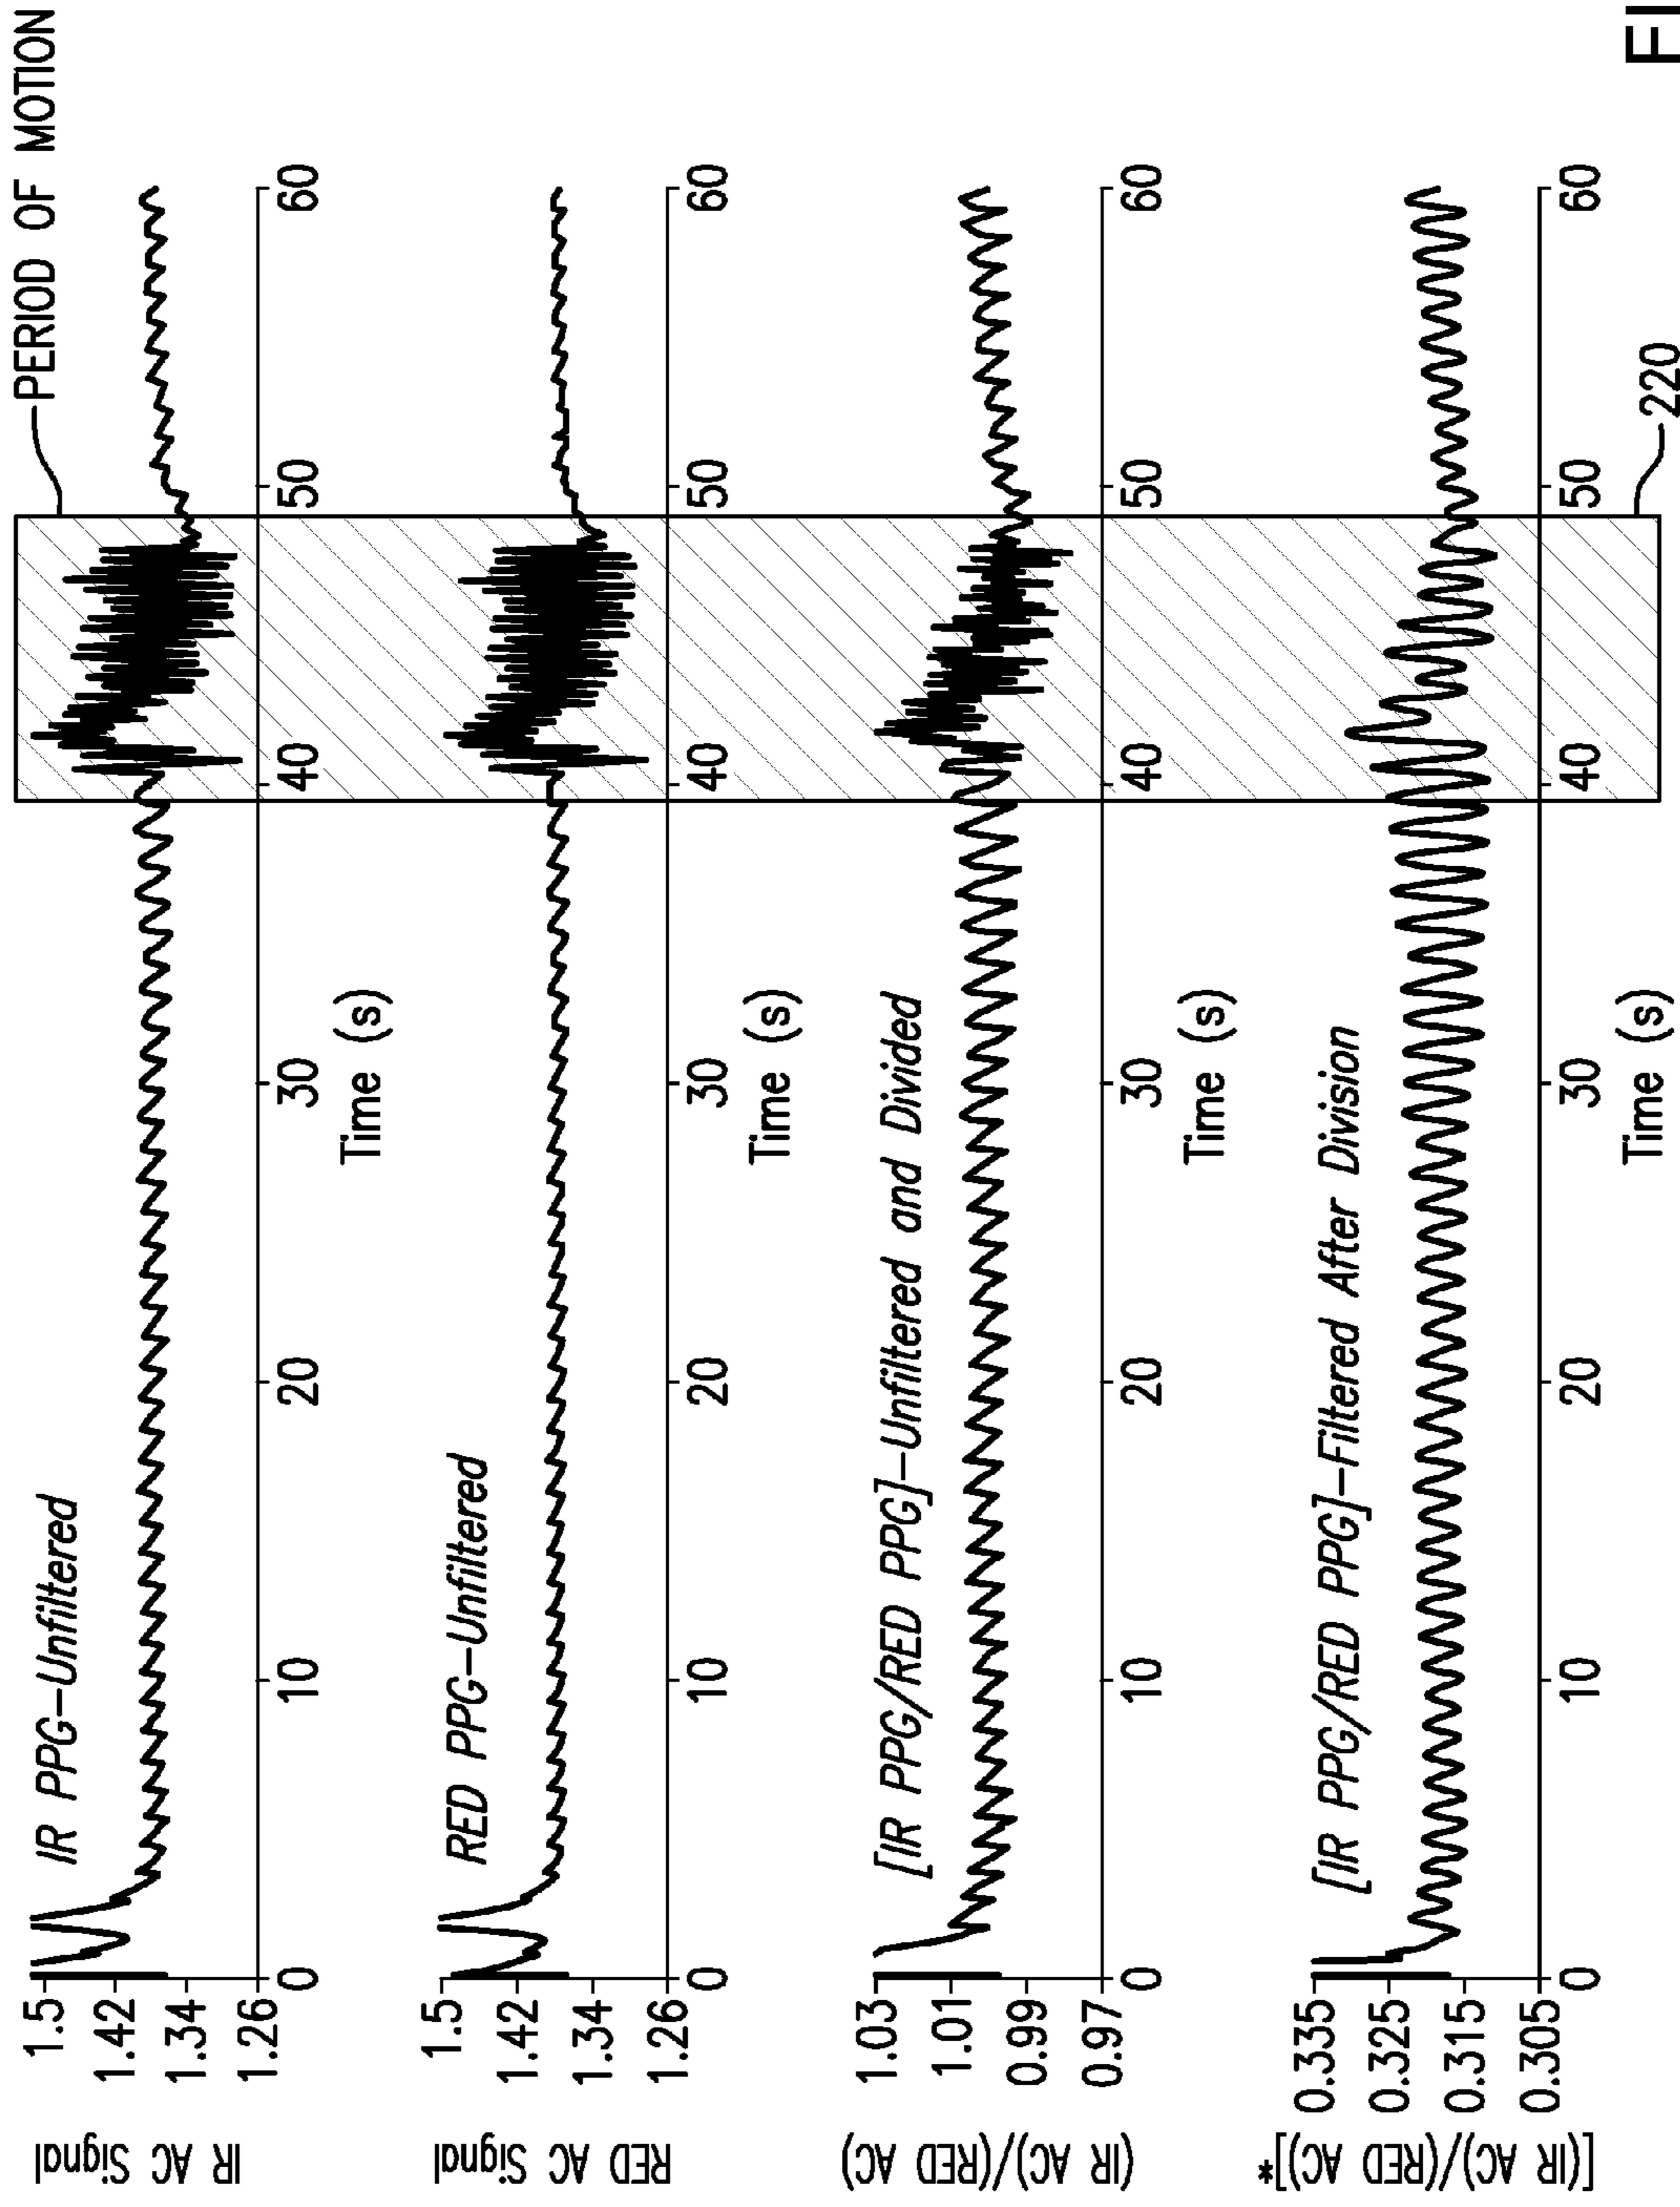 PERIOD OF MOTION
IR PPG-Unfiltered
IR AC Signal
1.5
1.42
1.34
1.26
0 10 20 30 40 50 60
Time (s)
RED PPG-Unfiltered
RED AC Signal
1.5
1.42
1.34
1.26
0 10 20 30 40 50 60
Time (s)
[IR PPG/RED PPG]-Unfiltered and Divided
(IR AC)/(RED AC)
1.03
1.01
0.99
0.97
0 10 20 30 40 50 60
Time (s)
[IR PPG/RED PPG]-Filtered After Division
[(IR AC)/(RED AC)]*
0.335
0.325
0.315
0.305
0 10 20 30 40 50 60
Time (s)
220